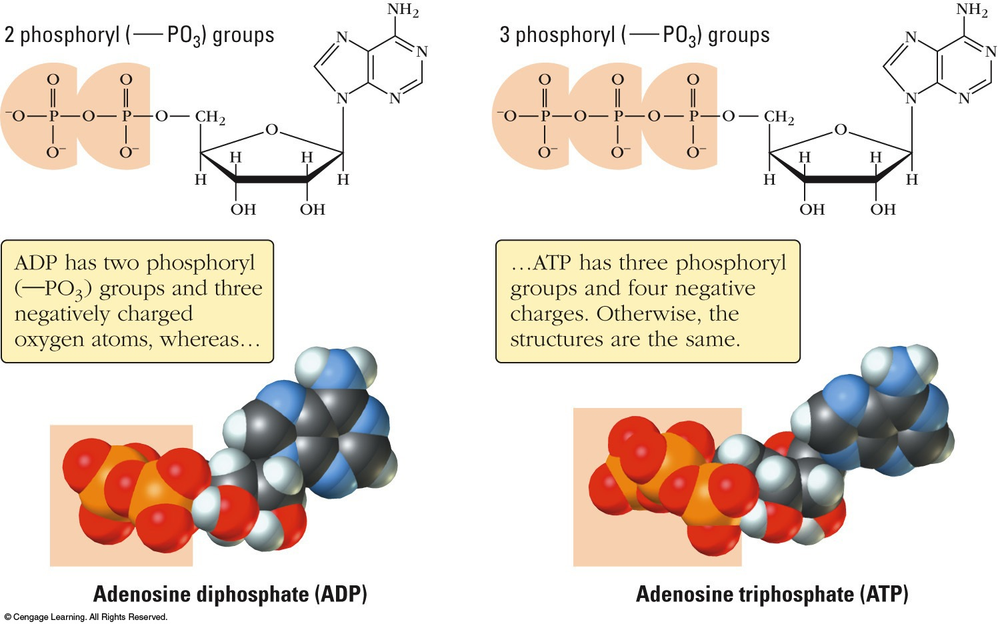 2 phosphoryl (—PO₃) groups
NH₂
N
N
N
N
O
O
⁻O—P—O—P—O—CH₂
O⁻
O⁻
O
H
H
H
H
OH
OH
3 phosphoryl (—PO₃) groups
NH₂
N
N
N
N
O
O
O
⁻O—P—O—P—O—P—O—CH₂
O⁻
O⁻
O⁻
O
H
H
H
H
OH
OH
ADP has two phosphoryl
(—PO₃) groups and three
negatively charged
oxygen atoms, whereas…
…ATP has three phosphoryl
groups and four negative
charges. Otherwise, the
structures are the same.
Adenosine diphosphate (ADP)
Adenosine triphosphate (ATP)
© Cengage Learning. All Rights Reserved.